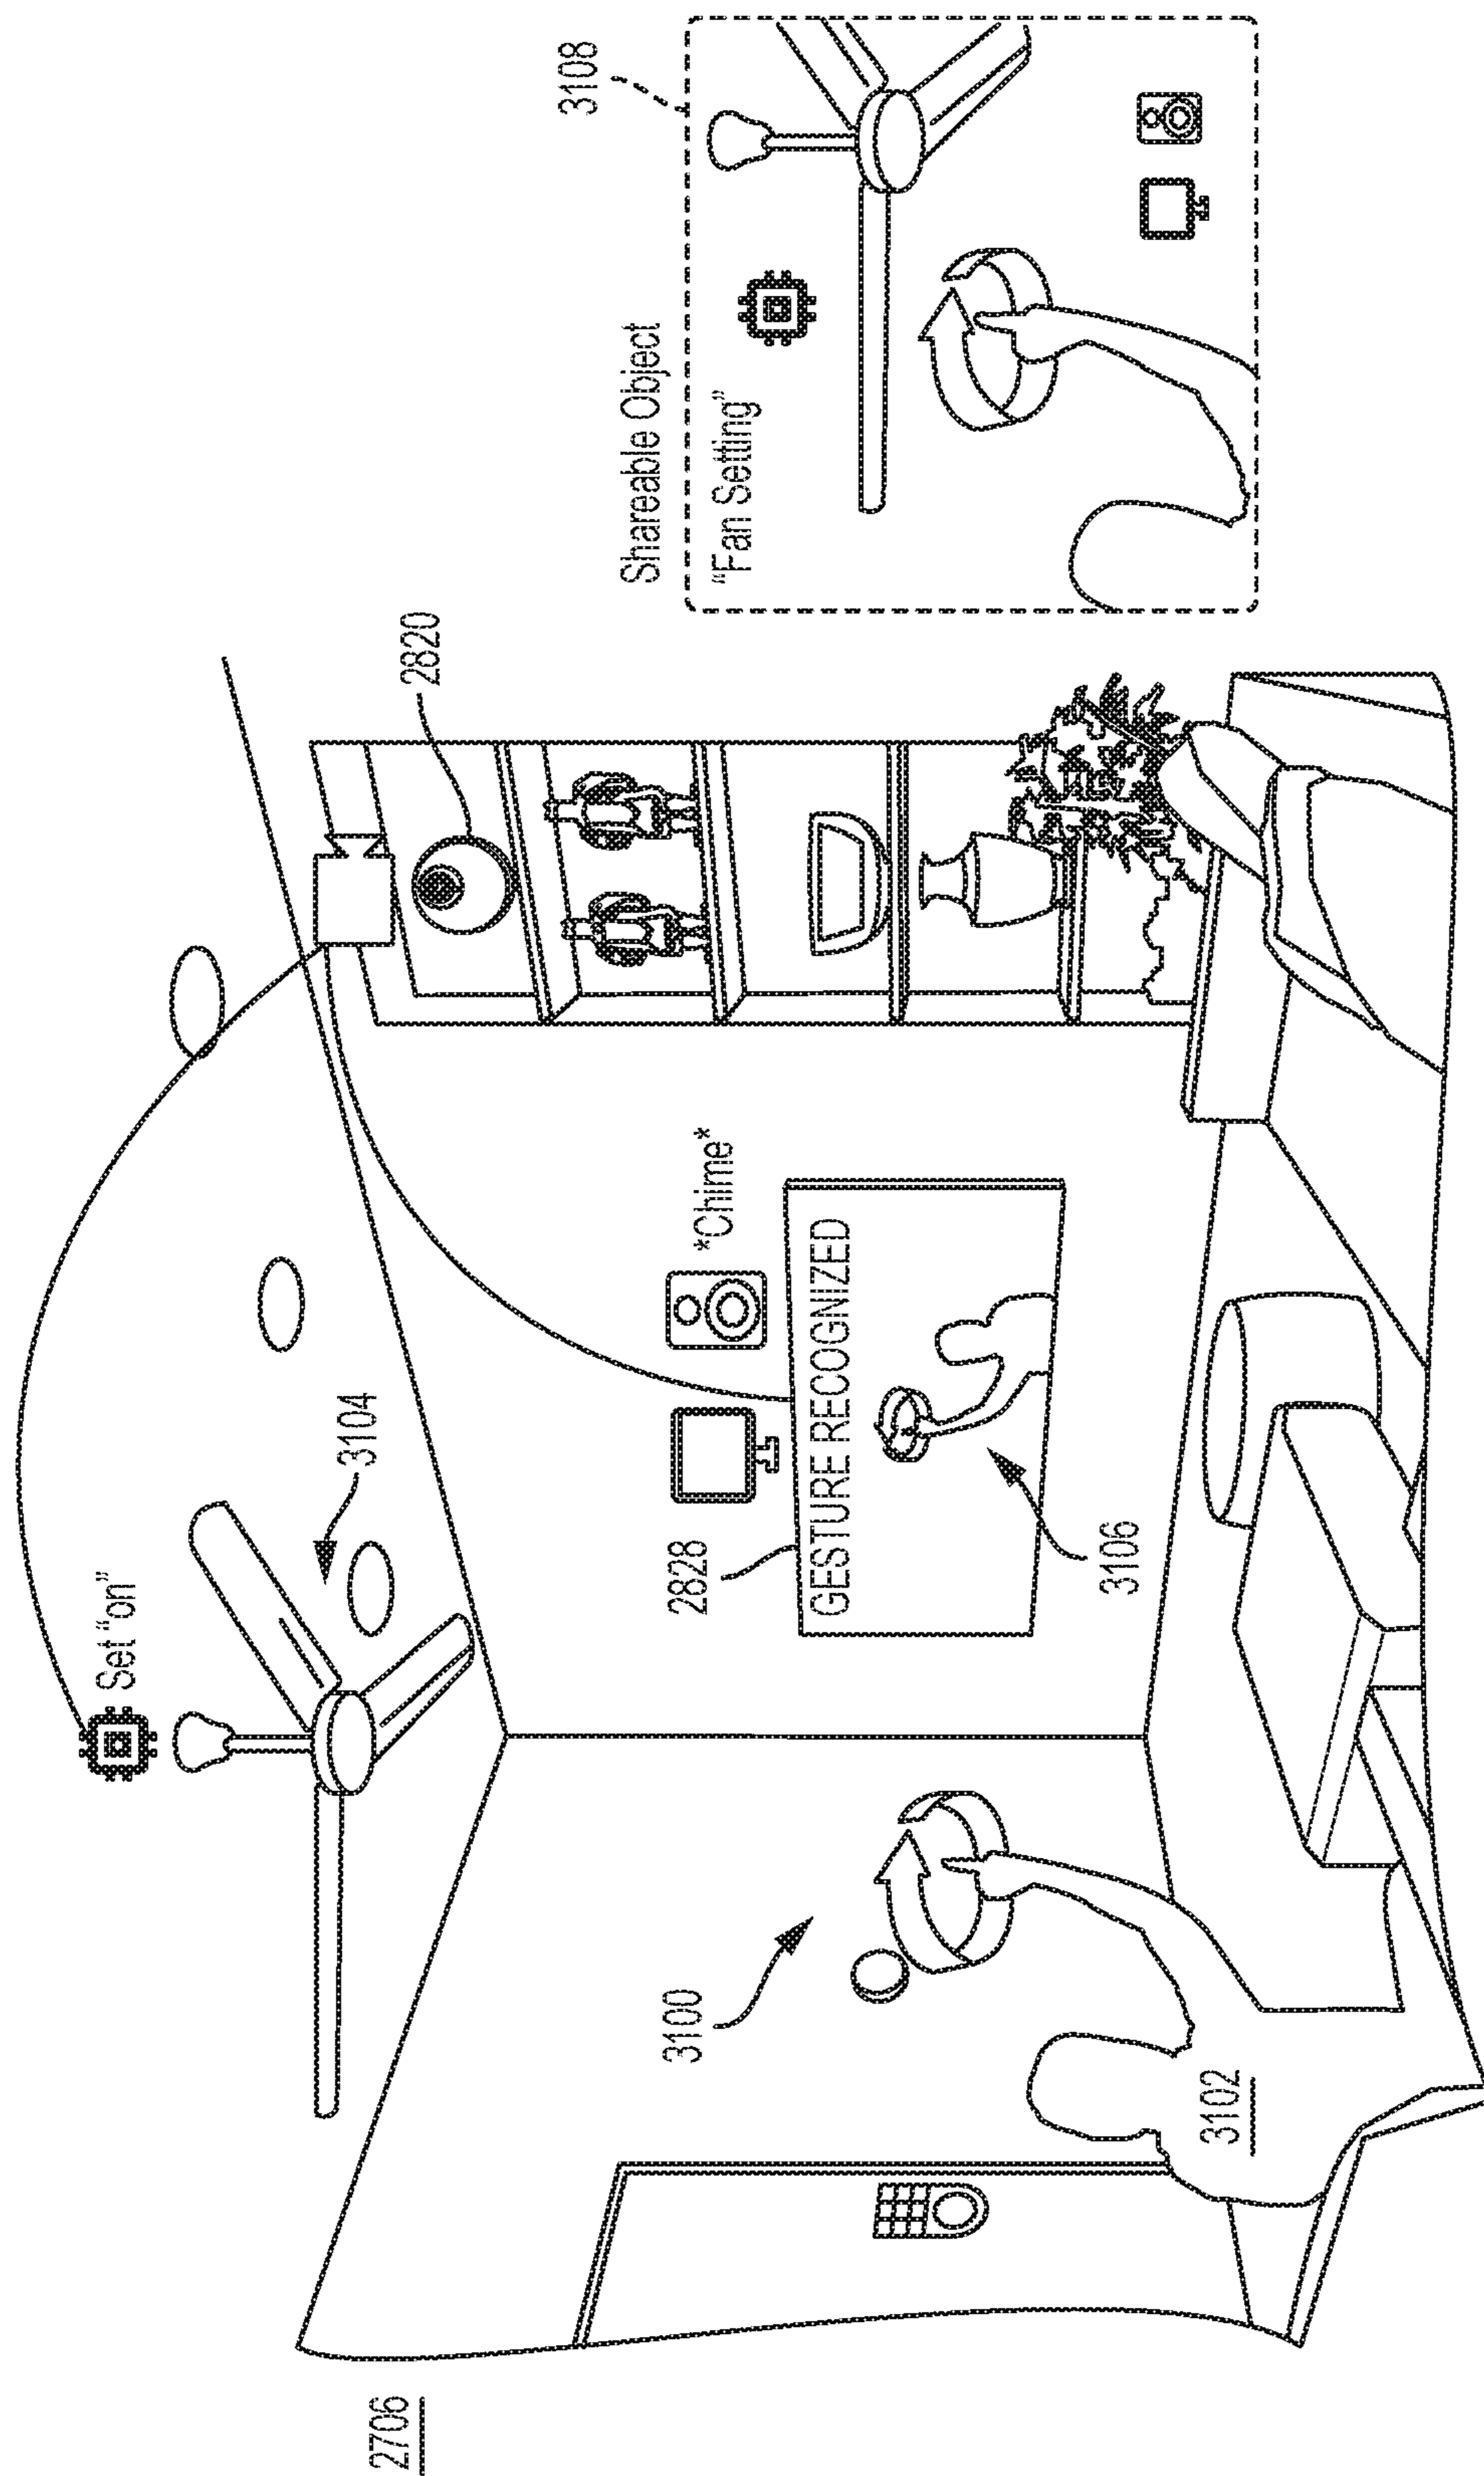 2706
Set "on"
3104
2820
3108
Shareable Object
"Fan Setting"
3100
2828
*Chime*
GESTURE RECOGNIZED
3106
3102